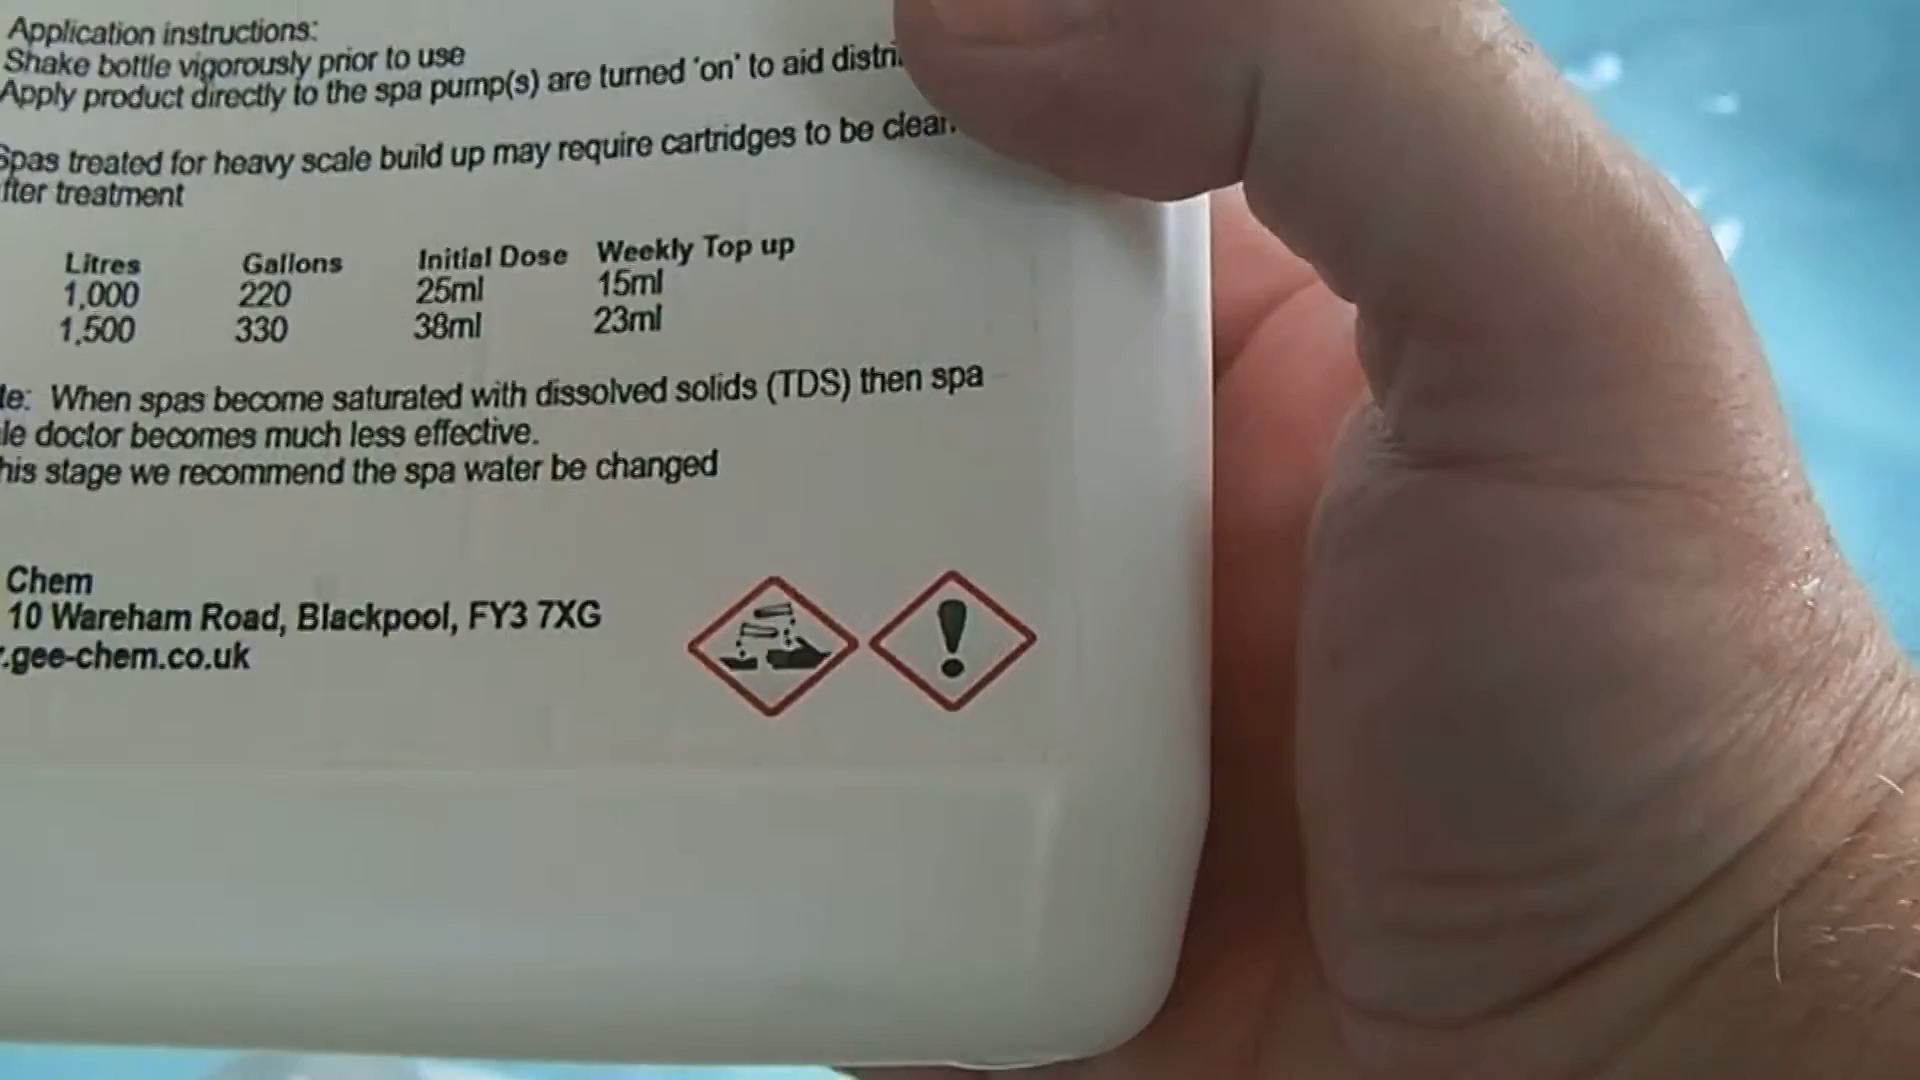 Application instructions:
Shake bottle vigorously prior to use
Apply product directly to the spa pump(s) are turned 'on' to aid distri
Spas treated for heavy scale build up may require cartridges to be clean
fter treatment
Litres Gallons Initial Dose Weekly Top up
1,000 220 25ml 15ml
1,500 330 38ml 23ml
te: When spas become saturated with dissolved solids (TDS) then spa
le doctor becomes much less effective.
his stage we recommend the spa water be changed
Chem
10 Wareham Road, Blackpool, FY3 7XG
.gee-chem.co.uk